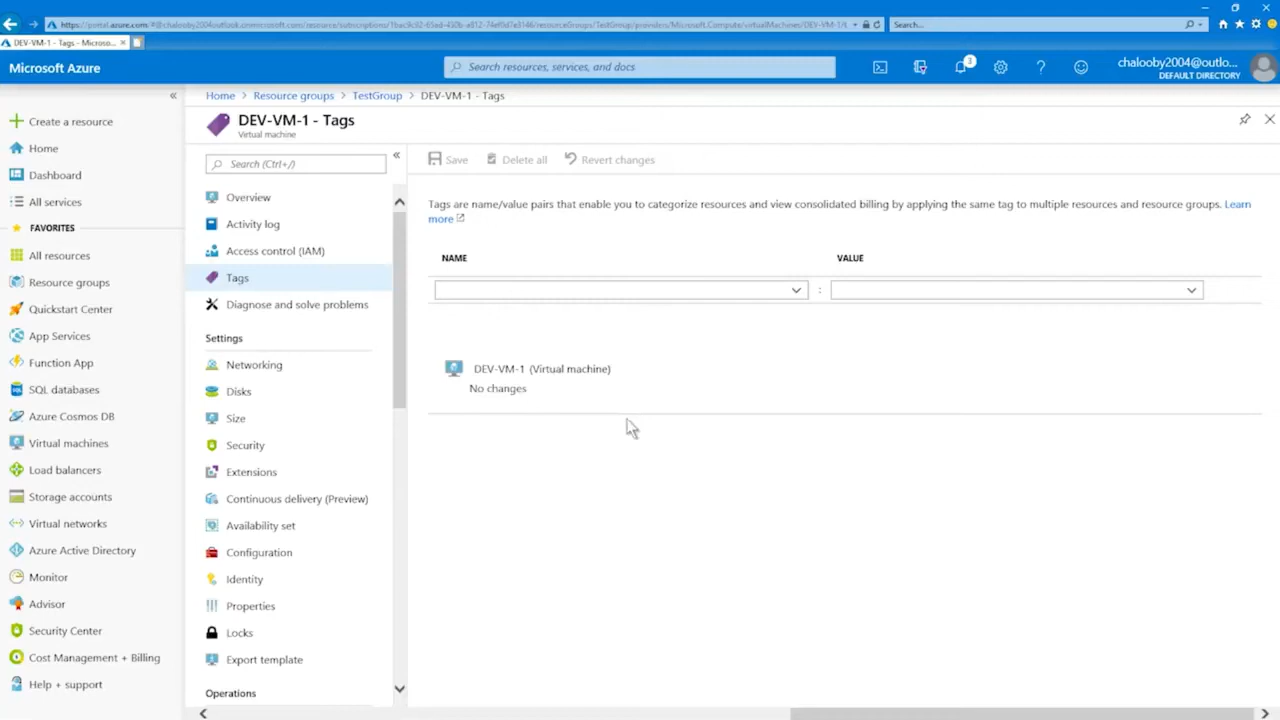 Search...
DEV-VM-1 - Tags - Microso...
Microsoft Azure
Search resources, services, and docs
3
chalooby2004@outlo...
DEFAULT DIRECTORY
Create a resource
Home
Dashboard
All services
FAVORITES
All resources
Resource groups
Quickstart Center
App Services
Function App
SQL databases
Azure Cosmos DB
Virtual machines
Load balancers
Storage accounts
Virtual networks
Azure Active Directory
Monitor
Advisor
Security Center
Cost Management + Billing
Help + support
Home > Resource groups > TestGroup > DEV-VM-1 - Tags
DEV-VM-1 - Tags
Virtual machine
Search (Ctrl+/)
Overview
Activity log
Access control (IAM)
Tags
Diagnose and solve problems
Settings
Networking
Disks
Size
Security
Extensions
Continuous delivery (Preview)
Availability set
Configuration
Identity
Properties
Locks
Export template
Operations
Save Delete all Revert changes
Tags are name/value pairs that enable you to categorize resources and view consolidated billing by applying the same tag to multiple resources and resource groups. Learn
more
NAME VALUE
:
DEV-VM-1 (Virtual machine)
No changes